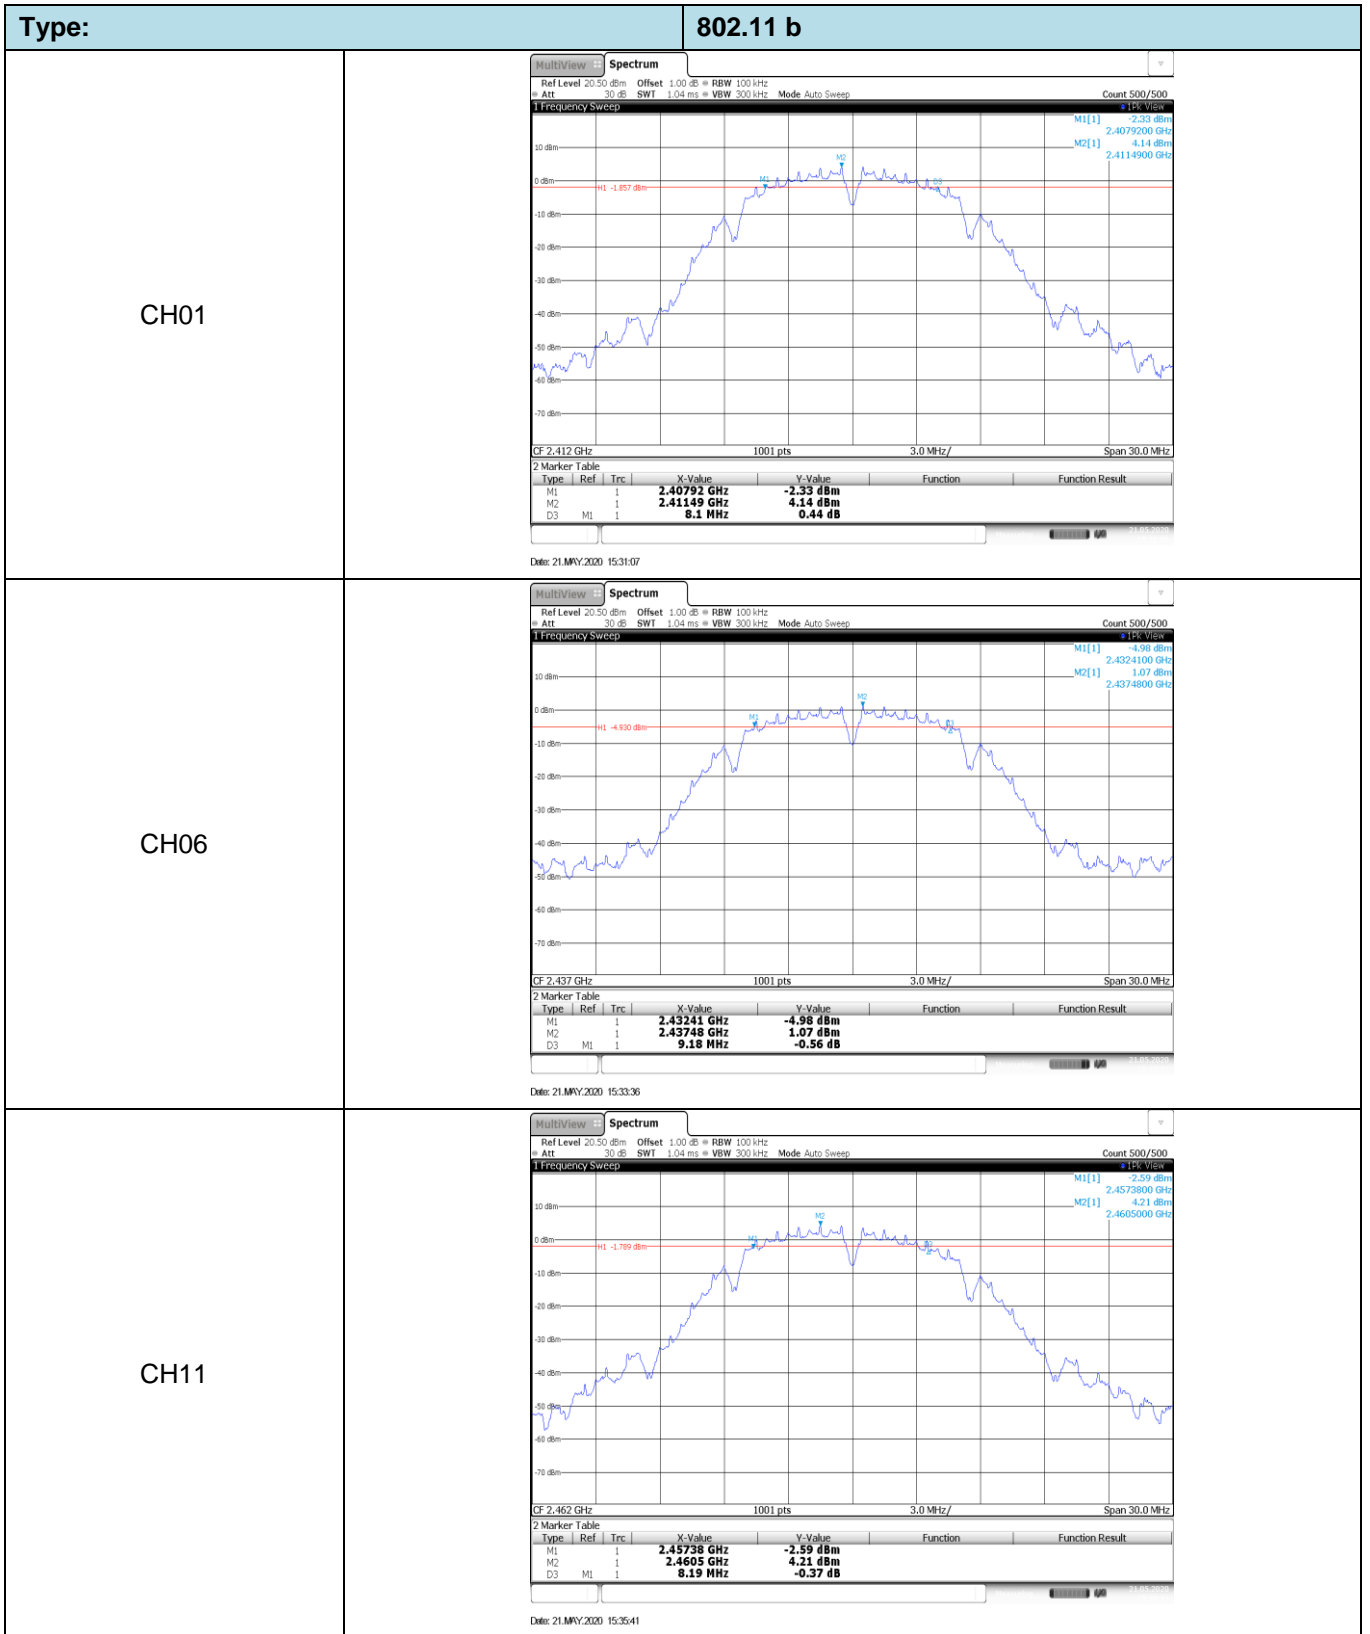 Type: 802.11 b
CH01
MultiView Spectrum
Ref Level 20.50 dBm Offset 1.00 dB RBW 100 kHz
Att 30 dB SWT 1.04 ms VBW 300 kHz Mode Auto Sweep Count 500/500
1 Frequency Sweep 1Pk View
M1[1] -2.33 dBm
2.4079200 GHz
M2[1] 4.14 dBm
2.4114900 GHz
10 dBm
M2
0 dBm M1 D3
H1 -1.857 dBm
-10 dBm
-20 dBm
-30 dBm
-40 dBm
-50 dBm
-60 dBm
-70 dBm
CF 2.412 GHz 1001 pts 3.0 MHz/ Span 30.0 MHz
2 Marker Table
Type Ref Trc X-Value Y-Value Function Function Result
M1 1 2.40792 GHz -2.33 dBm
M2 1 2.41149 GHz 4.14 dBm
D3 M1 1 8.1 MHz 0.44 dB
21.05.2020
Date: 21.MAY.2020 15:31:07
CH06
MultiView Spectrum
Ref Level 20.50 dBm Offset 1.00 dB RBW 100 kHz
Att 30 dB SWT 1.04 ms VBW 300 kHz Mode Auto Sweep Count 500/500
1 Frequency Sweep 1Pk View
M1[1] -4.98 dBm
2.4324100 GHz
M2[1] 1.07 dBm
2.4374800 GHz
10 dBm
M2
0 dBm
M1 D3
H1 -4.930 dBm
-10 dBm
-20 dBm
-30 dBm
-40 dBm
-50 dBm
-60 dBm
-70 dBm
CF 2.437 GHz 1001 pts 3.0 MHz/ Span 30.0 MHz
2 Marker Table
Type Ref Trc X-Value Y-Value Function Function Result
M1 1 2.43241 GHz -4.98 dBm
M2 1 2.43748 GHz 1.07 dBm
D3 M1 1 9.18 MHz -0.56 dB
21.05.2020
Date: 21.MAY.2020 15:33:36
CH11
MultiView Spectrum
Ref Level 20.50 dBm Offset 1.00 dB RBW 100 kHz
Att 30 dB SWT 1.04 ms VBW 300 kHz Mode Auto Sweep Count 500/500
1 Frequency Sweep 1Pk View
M1[1] -2.59 dBm
2.4573800 GHz
M2[1] 4.21 dBm
2.4605000 GHz
10 dBm
M2
0 dBm M1
H1 -1.789 dBm D3
-10 dBm
-20 dBm
-30 dBm
-40 dBm
-50 dBm
-60 dBm
-70 dBm
CF 2.462 GHz 1001 pts 3.0 MHz/ Span 30.0 MHz
2 Marker Table
Type Ref Trc X-Value Y-Value Function Function Result
M1 1 2.45738 GHz -2.59 dBm
M2 1 2.4605 GHz 4.21 dBm
D3 M1 1 8.19 MHz -0.37 dB
21.05.2020
Date: 21.MAY.2020 15:35:41